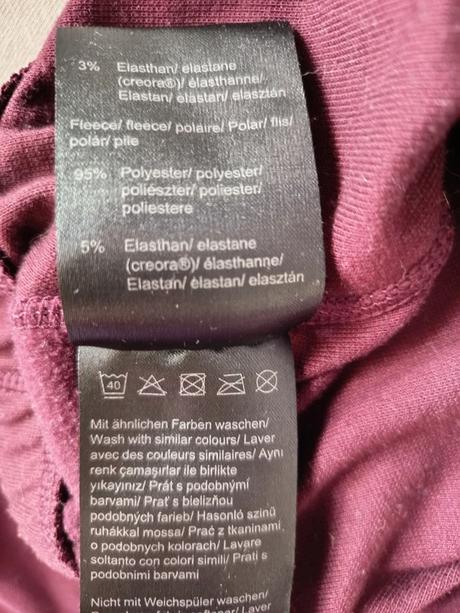 3% Elasthan/ elastane
(creora®)/ élasthanne/
Elastan/ elastan/ elasztán
Fleece/ fleece/ polaire/ Polar/ flis/
polár/ pile
95% Polyester/ polyester/
poliészter/ poliester/
poliestere
5% Elasthan/ elastane
(creora®)/ élasthanne/
Elastan/ elastan/ elasztán
40
Mit ähnlichen Farben waschen/
Wash with similar colours/ Laver
avec des couleurs similaires/ Aynı
renk çamaşırlar ile birlikte
yıkayınız/ Prát s podobnými
barvami/ Prať s bielizňou
podobných farieb/ Hasonló színű
ruhákkal mossa/ Prać z tkaninami
o podobnych kolorach/ Lavare
soltanto con colori simili/ Prati s
podobnimi barvami
Nicht mit Weichspüler waschen/